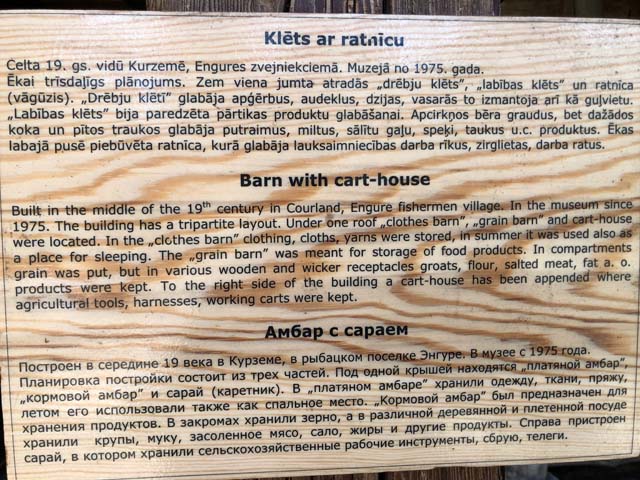 Klēts ar ratnīcu
Celta 19. gs. vidū Kurzemē, Engures zvejniekciemā. Muzejā no 1975. gada.
Ēkai trīsdaļīgs plānojums. Zem viena jumta atradās „drēbju klēts”, „labības klēts” un ratnīca
(vāgūzis). „Drēbju klētī” glabāja apģērbus, audeklus, dzijas, vasarās to izmantoja arī kā guļvietu.
„Labības klēts” bija paredzēta pārtikas produktu glabāšanai. Apcirkņos bēra graudus, bet dažādos
koka un pītos traukos glabāja putraimus, miltus, sālītu gaļu, speķi, taukus u.c. produktus. Ēkas
labajā pusē piebūvēta ratnīca, kurā glabāja lauksaimniecības darba rīkus, zirglietas, darba ratus.
Barn with cart-house
Built in the middle of the 19th century in Courland, Engure fishermen village. In the museum since
1975. The building has a tripartite layout. Under one roof „clothes barn”, „grain barn” and cart-house
were located. In the „clothes barn” clothing, cloths, yarns were stored, in summer it was used also as
a place for sleeping. The „grain barn” was meant for storage of food products. In compartments
grain was put, but in various wooden and wicker receptacles groats, flour, salted meat, fat a. o.
products were kept. To the right side of the building a cart-house has been appended where
agricultural tools, harnesses, working carts were kept.
Амбар с сараем
Построен в середине 19 века в Курземе, в рыбацком поселке Энгуре. В музее с 1975 года.
Планировка постройки состоит из трех частей. Под одной крышей находятся „платяной амбар”
„кормовой амбар” и сарай (каретник). В „платяном амбаре” хранили одежду, ткани, пряжу,
летом его использовали также как спальное место. „Кормовой амбар” был предназначен для
хранения продуктов. В закромах хранили зерно, а в различной деревянной и плетенной посуде
хранили крупы, муку, засоленное мясо, сало, жиры и другие продукты. Справа пристроен
сарай, в котором хранили сельскохозяйственные рабочие инструменты, сбрую, телеги.